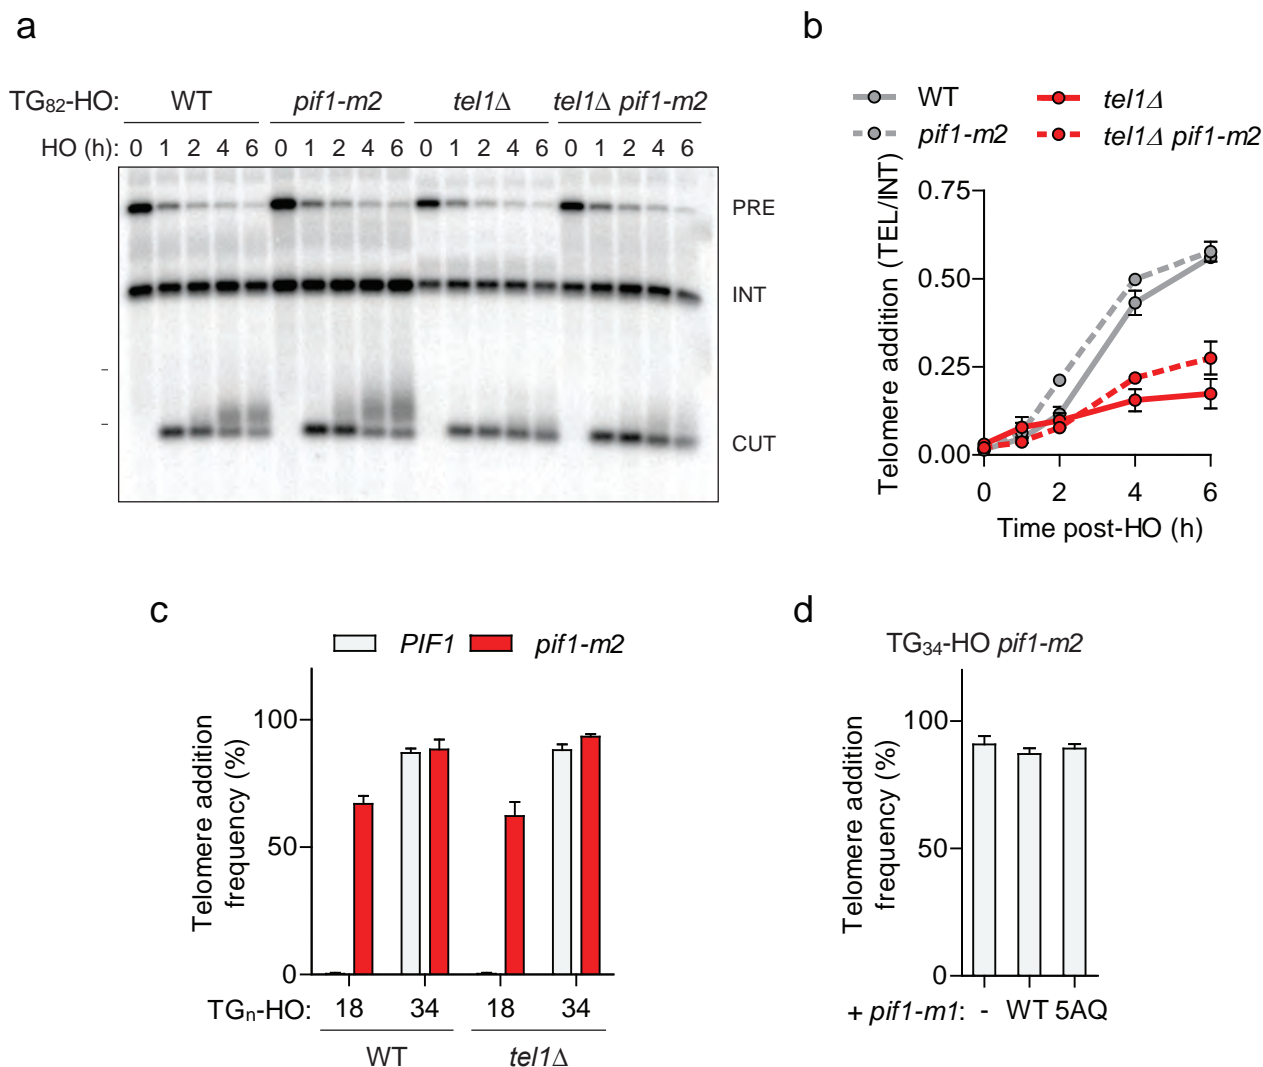 a
TG82-HO: WT pif1-m2 tel1Δ tel1Δ pif1-m2
HO (h): 0 1 2 4 6 0 1 2 4 6 0 1 2 4 6 0 1 2 4 6
PRE
INT
CUT
b
WT tel1Δ
pif1-m2 tel1Δ pif1-m2
Telomere addition (TEL/INT)
0.75
0.50
0.25
0.00
0 2 4 6
Time post-HO (h)
c
PIF1 pif1-m2
Telomere addition
frequency (%)
100
50
0
TGn-HO: 18 34 18 34
WT tel1Δ
d
TG34-HO pif1-m2
Telomere addition
frequency (%)
100
50
0
+ pif1-m1: - WT 5AQ